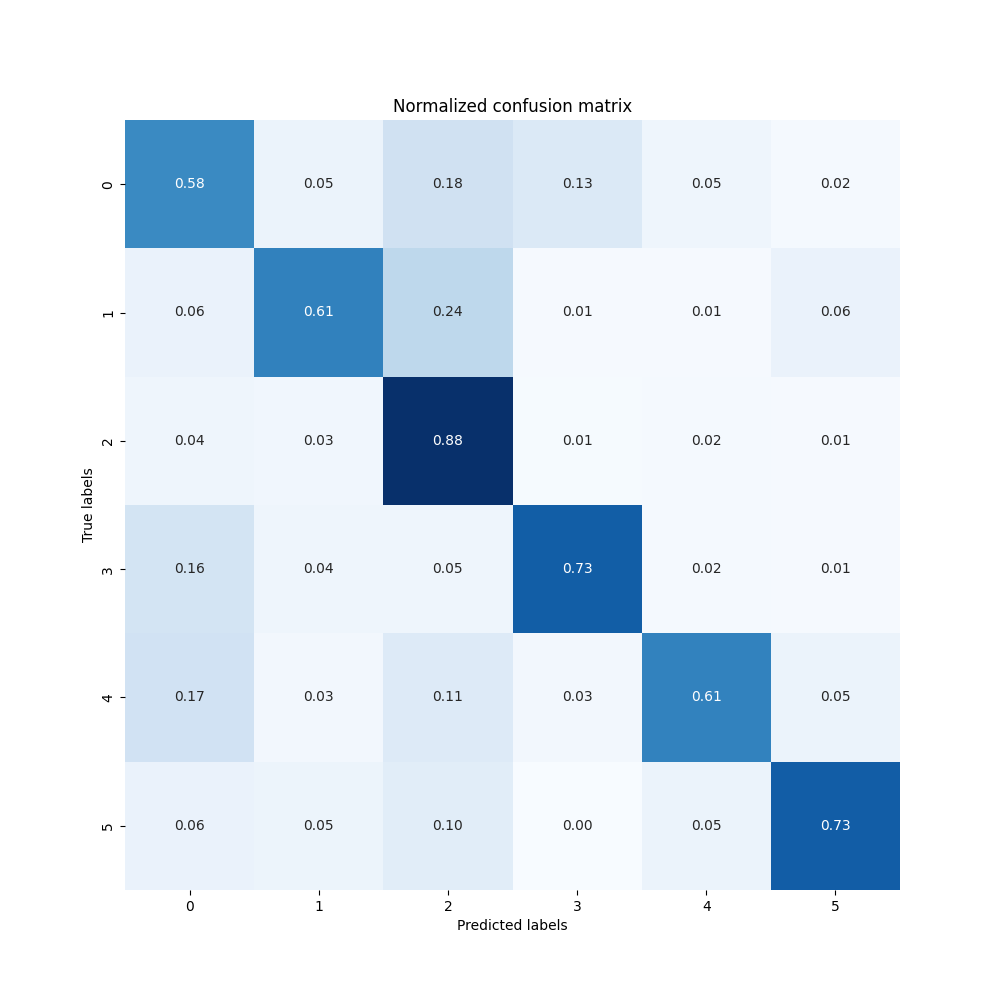 Normalized confusion matrix
0 0.58 0.05 0.18 0.13 0.05 0.02
1 0.06 0.61 0.24 0.01 0.01 0.06
2 0.04 0.03 0.88 0.01 0.02 0.01
3 0.16 0.04 0.05 0.73 0.02 0.01
4 0.17 0.03 0.11 0.03 0.61 0.05
5 0.06 0.05 0.10 0.00 0.05 0.73
True labels
0 1 2 3 4 5
Predicted labels